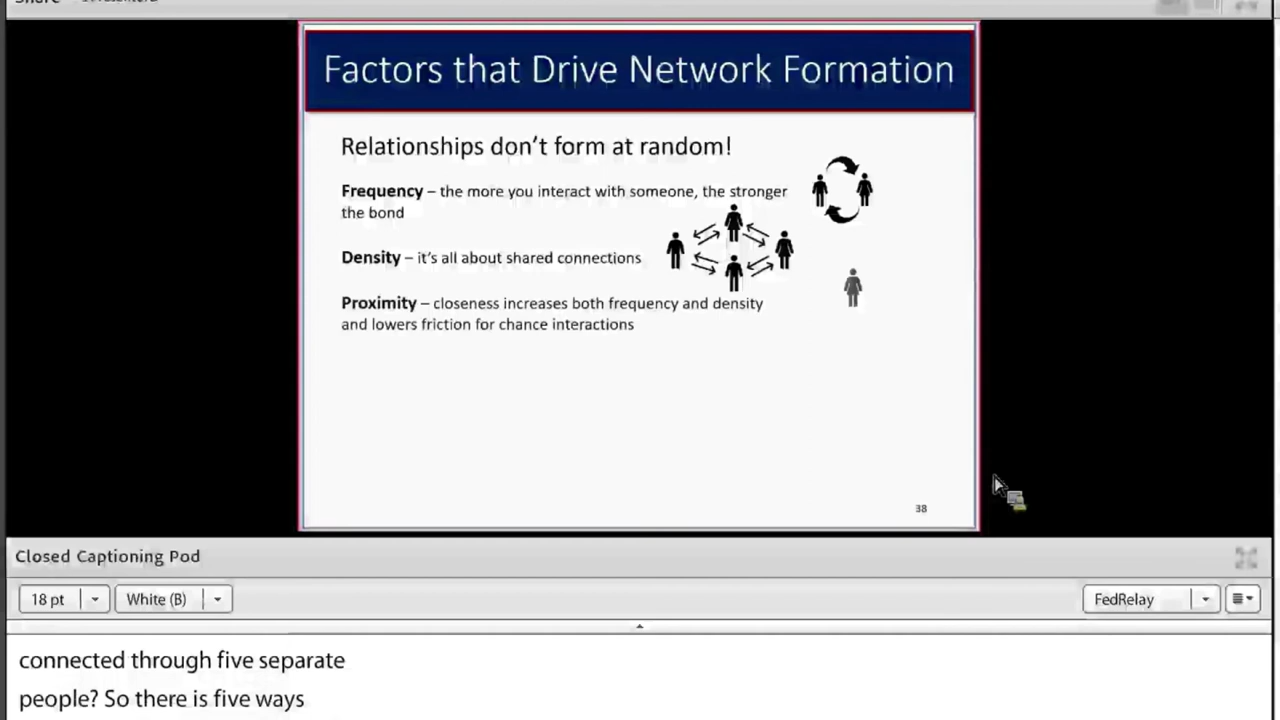 Factors that Drive Network Formation
Relationships don't form at random!
Frequency – the more you interact with someone, the stronger
the bond
Density – it's all about shared connections
Proximity – closeness increases both frequency and density
and lowers friction for chance interactions
38
Closed Captioning Pod
18 pt
White (B)
FedRelay
connected through five separate
people? So there is five ways